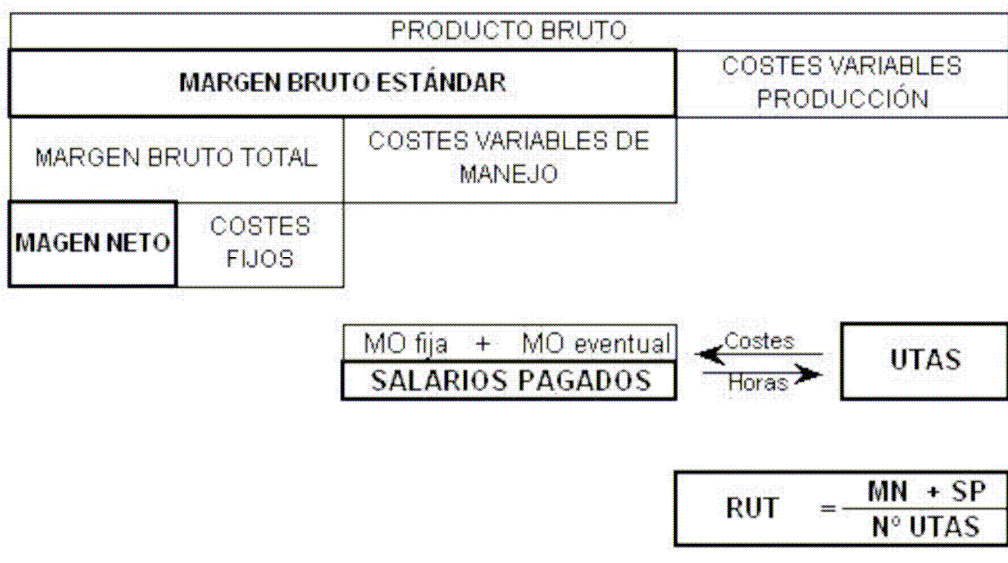 PRODUCTO BRUTO
MARGEN BRUTO ESTÁNDAR
COSTES VARIABLES
PRODUCCIÓN
MARGEN BRUTO TOTAL
COSTES VARIABLES DE
MANEJO
MAGEN NETO
COSTES
FIJOS
MO fija + MO eventual
SALARIOS PAGADOS
Costes
Horas
UTAS
RUT = MN + SP
Nº UTAS